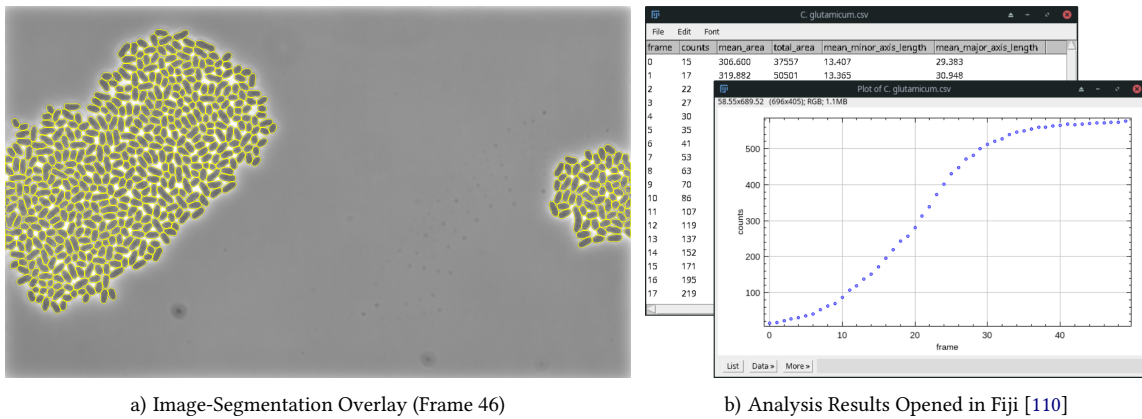 C. glutamicum.csv
File Edit Font
frame counts mean_area total_area mean_minor_axis_length mean_major_axis_length
0 15 306.600 37557 13.407 29.383
1 17 319.882 50501 13.365 30.948
2 22
3 27
4 30
5 35
6 41
7 53
8 63
9 70
10 86
11 107
12 119
13 137
14 152
15 171
16 195
17 219
Plot of C. glutamicum.csv
58.55x689.52 (696x405); RGB; 1.1MB
500
400
300
200
100
counts
0 10 20 30 40
frame
List Data » More »
a) Image-Segmentation Overlay (Frame 46)
b) Analysis Results Opened in Fiji [110]